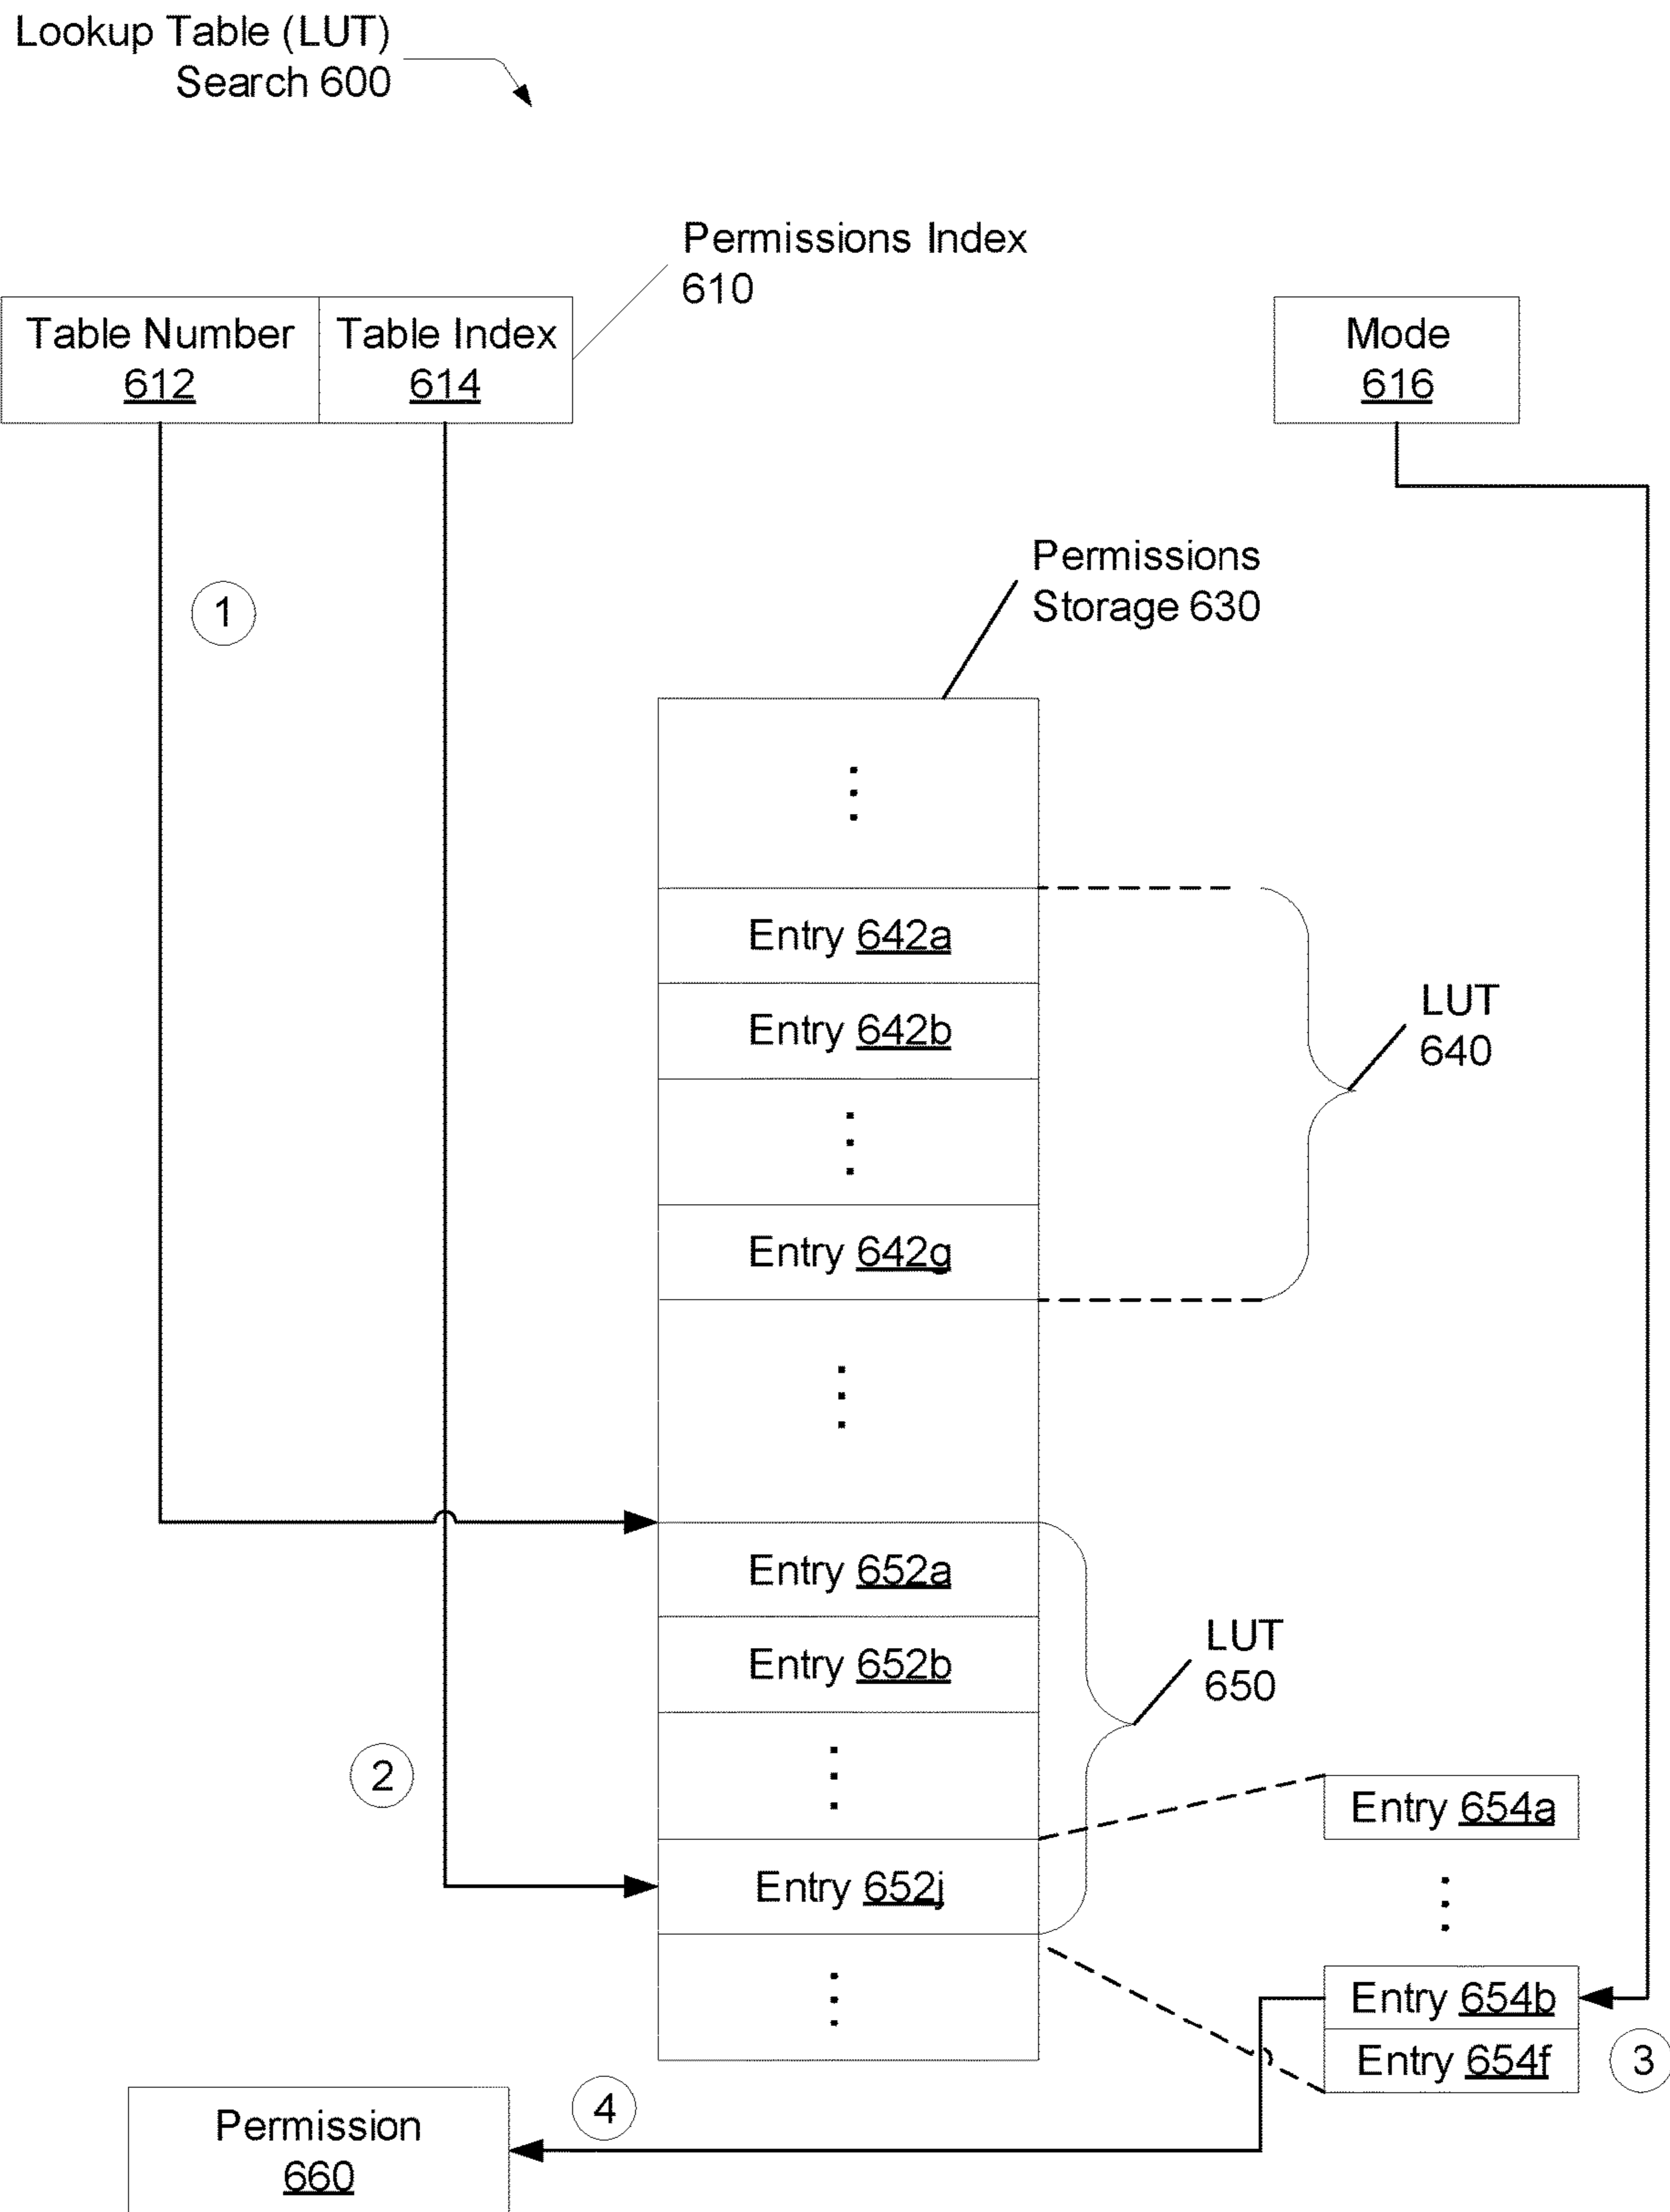 Lookup Table (LUT)
Search 600
Permissions Index
610
Table Number
612
Table Index
614
Mode
616
1
Permissions
Storage 630
Entry 642a
Entry 642b
LUT
640
Entry 642g
Entry 652a
Entry 652b
LUT
650
2
Entry 654a
Entry 652j
Entry 654b
Entry 654f
3
4
Permission
660